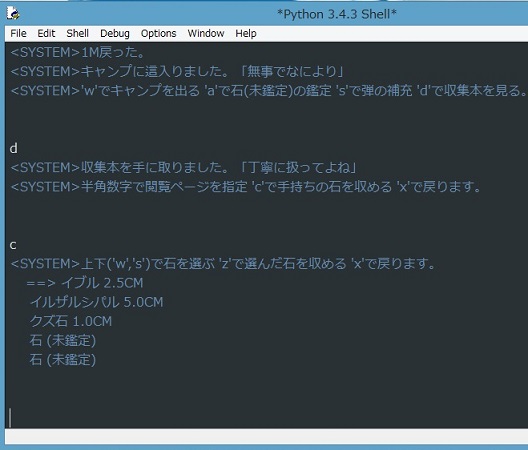 *Python 3.4.3 Shell*
File Edit Shell Debug Options Window Help
<SYSTEM>1M戻った。
<SYSTEM>キャンプに這入りました。「無事でなにより」
<SYSTEM>'w'でキャンプを出る 'a'で石(未鑑定)の鑑定 's'で弾の補充 'd'で収集本を見る。
d
<SYSTEM>収集本を手に取りました。「丁寧に扱ってよね」
<SYSTEM>半角数字で閲覧ページを指定 'c'で手持ちの石を収める 'x'で戻ります。
c
<SYSTEM>上下('w','s')で石を選ぶ 'z'で選んだ石を収める 'x'で戻ります。
==> イブル 2.5CM
イルザルシパル 5.0CM
クズ石 1.0CM
石 (未鑑定)
石 (未鑑定)